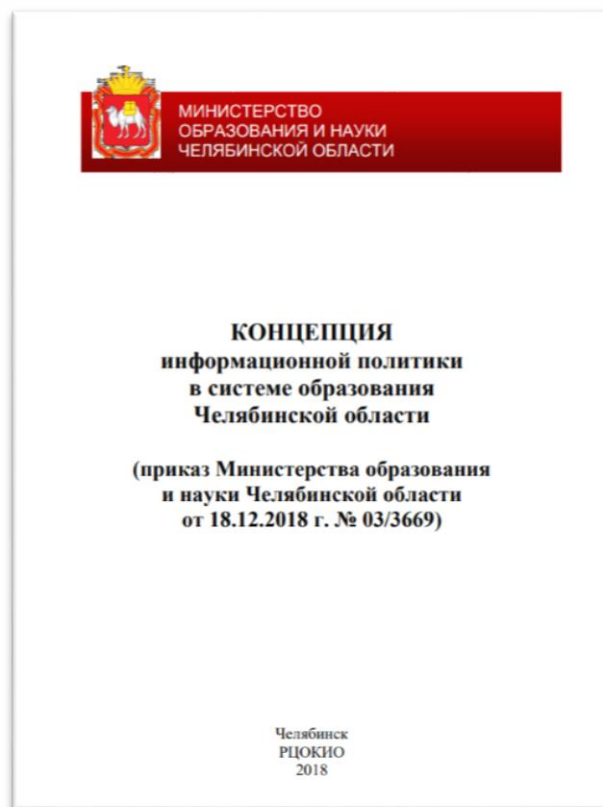 МИНИСТЕРСТВО
ОБРАЗОВАНИЯ И НАУКИ
ЧЕЛЯБИНСКОЙ ОБЛАСТИ
КОНЦЕПЦИЯ
информационной политики
в системе образования
Челябинской области
(приказ Министерства образования
и науки Челябинской области
от 18.12.2018 г. № 03/3669)
Челябинск
РЦОКИО
2018